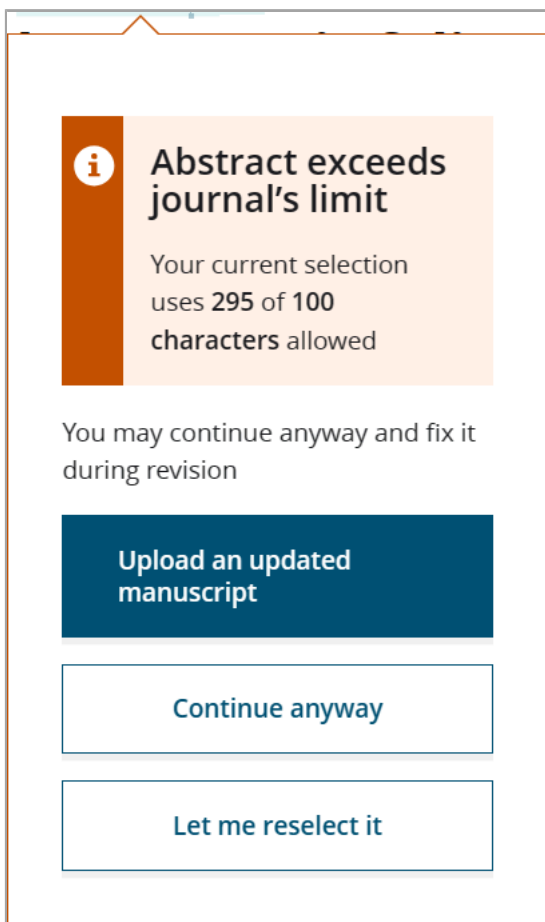 Abstract exceeds
journal's limit
Your current selection
uses 295 of 100
characters allowed
You may continue anyway and fix it
during revision
Upload an updated
manuscript
Continue anyway
Let me reselect it